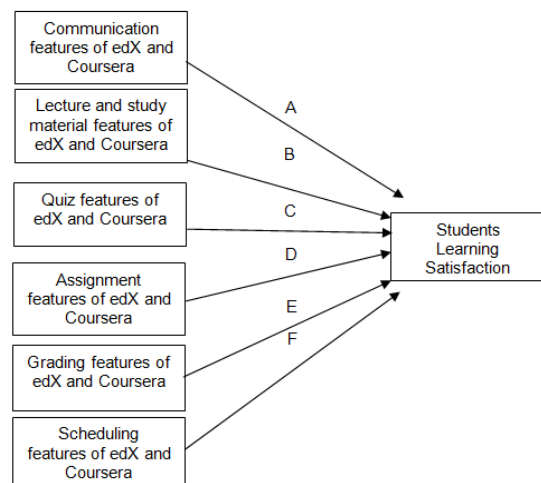 Communication
features of edX and
Coursera
A
Lecture and study
material features of
edX and Coursera
B
Quiz features of
edX and Coursera
C
Students
Learning
Satisfaction
D
Assignment
features of edX and
Coursera
E
F
Grading features of
edX and Coursera
Scheduling
features of edX and
Coursera